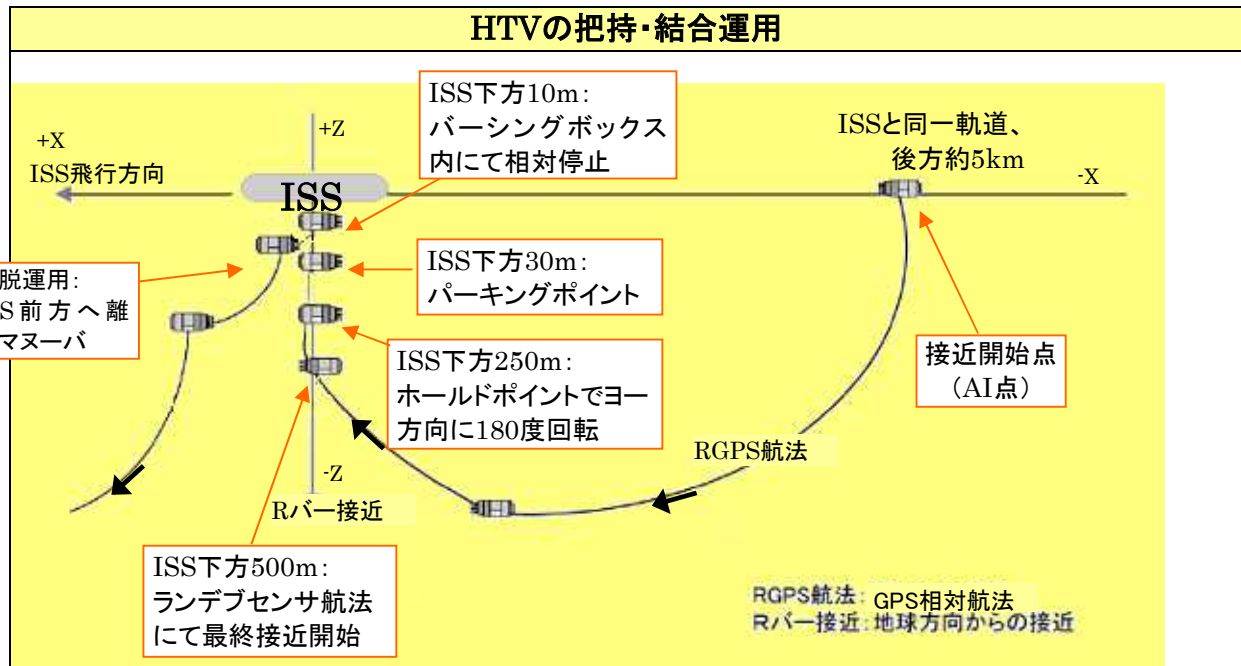 HTVの把持・結合運用
ISS下方10m：
バーシングボックス
内にて相対停止
ISSと同一軌道、
後方約5km
+X
ISS飛行方向
+Z
-X
ISS
脱運用：
S前方へ離
マヌーバ
ISS下方30m：
パーキングポイント
ISS下方250m：
ホールドポイントでヨー
方向に180度回転
接近開始点
（AI点）
RGPS航法
-Z
Rバー接近
ISS下方500m：
ランデブセンサ航法
にて最終接近開始
RGPS航法：GPS相対航法
Rバー接近：地球方向からの接近